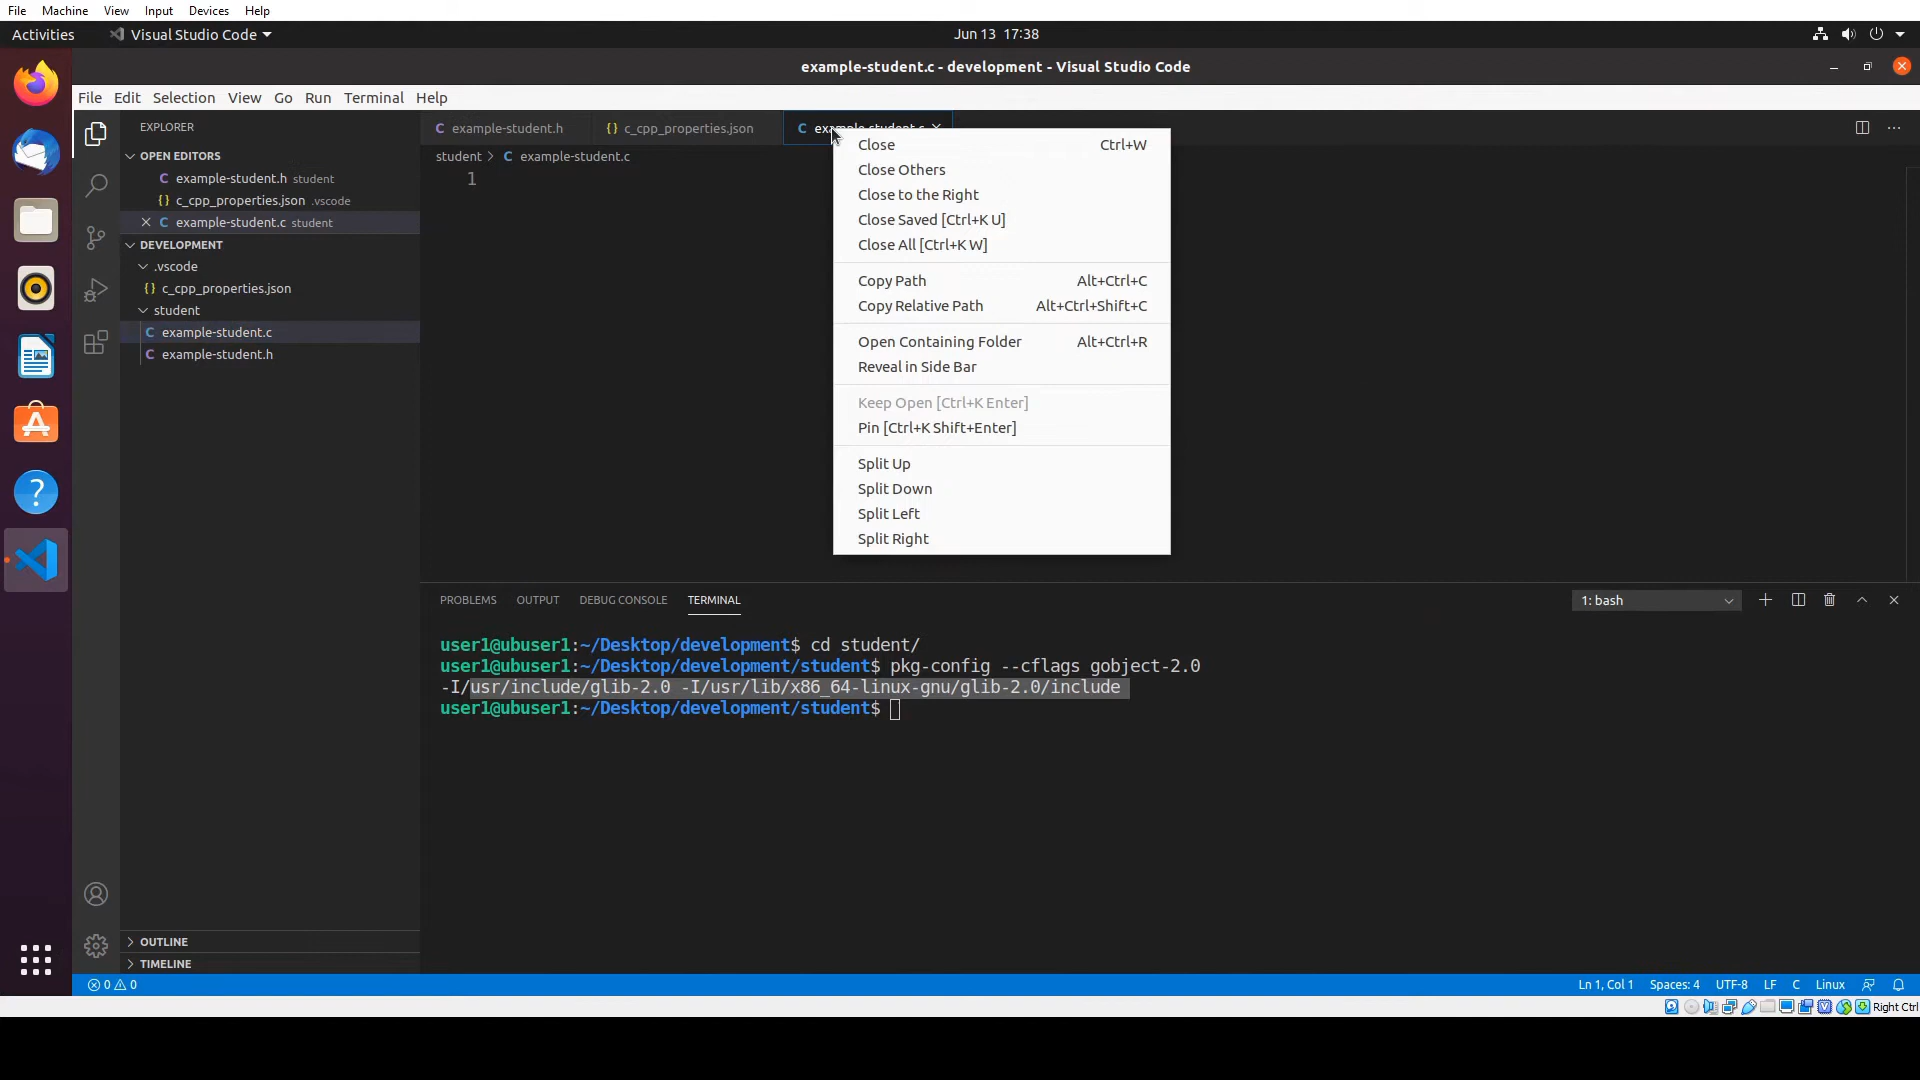 File Machine View Input Devices Help
Activities Visual Studio Code Jun 13 17:38
example-student.c - development - Visual Studio Code
File Edit Selection View Go Run Terminal Help
EXPLORER
example-student.h c_cpp_properties.json example-student.c
student > example-student.c
1
OPEN EDITORS
example-student.h student
c_cpp_properties.json .vscode
example-student.c student
DEVELOPMENT
.vscode
c_cpp_properties.json
student
example-student.c
example-student.h
OUTLINE
TIMELINE
Close Ctrl+W
Close Others
Close to the Right
Close Saved [Ctrl+K U]
Close All [Ctrl+K W]
Copy Path Alt+Ctrl+C
Copy Relative Path Alt+Ctrl+Shift+C
Open Containing Folder Alt+Ctrl+R
Reveal in Side Bar
Keep Open [Ctrl+K Enter]
Pin [Ctrl+K Shift+Enter]
Split Up
Split Down
Split Left
Split Right
PROBLEMS OUTPUT DEBUG CONSOLE TERMINAL 1: bash
user1@ubuser1:~/Desktop/development$ cd student/
user1@ubuser1:~/Desktop/development/student$ pkg-config --cflags gobject-2.0
-I/usr/include/glib-2.0 -I/usr/lib/x86_64-linux-gnu/glib-2.0/include
user1@ubuser1:~/Desktop/development/student$
0 0 Ln 1, Col 1 Spaces: 4 UTF-8 LF C Linux
Right Ctrl